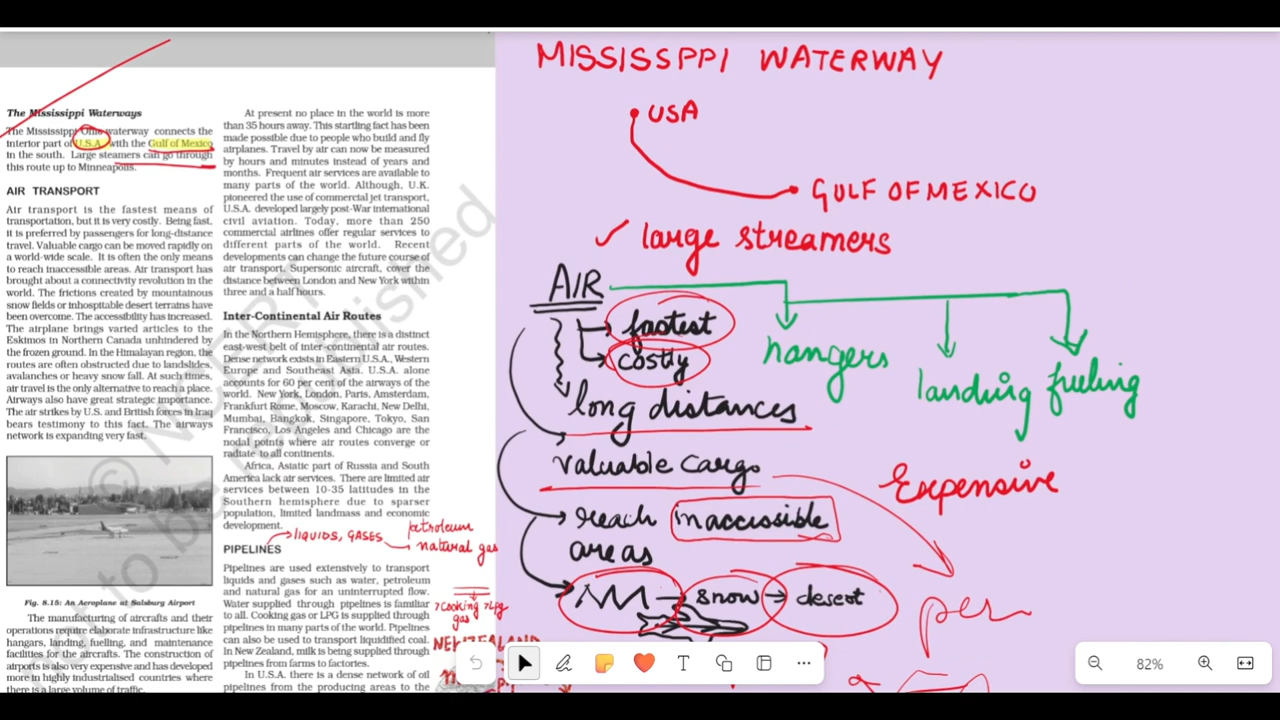 The Mississippi Waterways
The Mississippi Ohio waterway connects the
interior part of U.S.A. with the Gulf of Mexico
in the south. Large steamers can go through
this route up to Minneapolis.
AIR TRANSPORT
Air transport is the fastest means of
transportation, but it is very costly. Being fast,
it is preferred by passengers for long-distance
travel. Valuable cargo can be moved rapidly on
a world-wide scale. It is often the only means
to reach inaccessible areas. Air transport has
brought about a connectivity revolution in the
world. The frictions created by mountainous
snow fields or inhospitable desert terrains have
been overcome. The accessibility has increased.
The airplane brings varied articles to the
Eskimos in Northern Canada unhindered by
the frozen ground. In the Himalayan region, the
routes are often obstructed due to landslides,
avalanches or heavy snow fall. At such times,
air travel is the only alternative to reach a place.
Airways also have great strategic importance.
The air strikes by U.S. and British forces in Iraq
bears testimony to this fact. The airways
network is expanding very fast.
Fig. 8.15: An Aeroplane at Salsburg Airport
The manufacturing of aircrafts and their
operations require elaborate infrastructure like
hangars, landing, fuelling, and maintenance
facilities for the aircrafts. The construction of
airports is also very expensive and has developed
more in highly industrialised countries where
there is a large volume of traffic.
At present no place in the world is more
than 35 hours away. This startling fact has been
made possible due to people who build and fly
airplanes. Travel by air can now be measured
by hours and minutes instead of years and
months. Frequent air services are available to
many parts of the world. Although, U.K.
pioneered the use of commercial jet transport,
U.S.A. developed largely post-War international
civil aviation. Today, more than 250
commercial airlines offer regular services to
different parts of the world. Recent
developments can change the future course of
air transport. Supersonic aircraft, cover the
distance between London and New York within
three and a half hours.
Inter-Continental Air Routes
In the Northern Hemisphere, there is a distinct
east-west belt of inter-continental air routes.
Dense network exists in Eastern U.S.A., Western
Europe and Southeast Asia. U.S.A. alone
accounts for 60 per cent of the airways of the
world. New York, London, Paris, Amsterdam,
Frankfurt Rome, Moscow, Karachi, New Delhi,
Mumbai, Bangkok, Singapore, Tokyo, San
Francisco, Los Angeles and Chicago are the
nodal points where air routes converge or
radiate to all continents.
Africa, Asiatic part of Russia and South
America lack air services. There are limited air
services between 10-35 latitudes in the
Southern hemisphere due to sparser
population, limited landmass and economic
development.
LIQUIDS, GASES
petroleum
natural gas
PIPELINES
Pipelines are used extensively to transport
liquids and gases such as water, petroleum
and natural gas for an uninterrupted flow.
Water supplied through pipelines is familiar
to all. Cooking gas or LPG is supplied through
pipelines in many parts of the world. Pipelines
can also be used to transport liquidified coal.
In New Zealand, milk is being supplied through
pipelines from farms to factories.
In U.S.A. there is a dense network of oil
pipelines from the producing areas to the
Cooking Lpg
gas
NEWZEALAND
© NCERT
not to be republished
MISSISSPPI WATERWAY
USA
GULF OF MEXICO
✓ large streamers
AIR
fastest
costly
long distances
hangers
landing
fueling
valuable cargo
Expensive
reach inaccissible
areas
snow → desert
per
82%